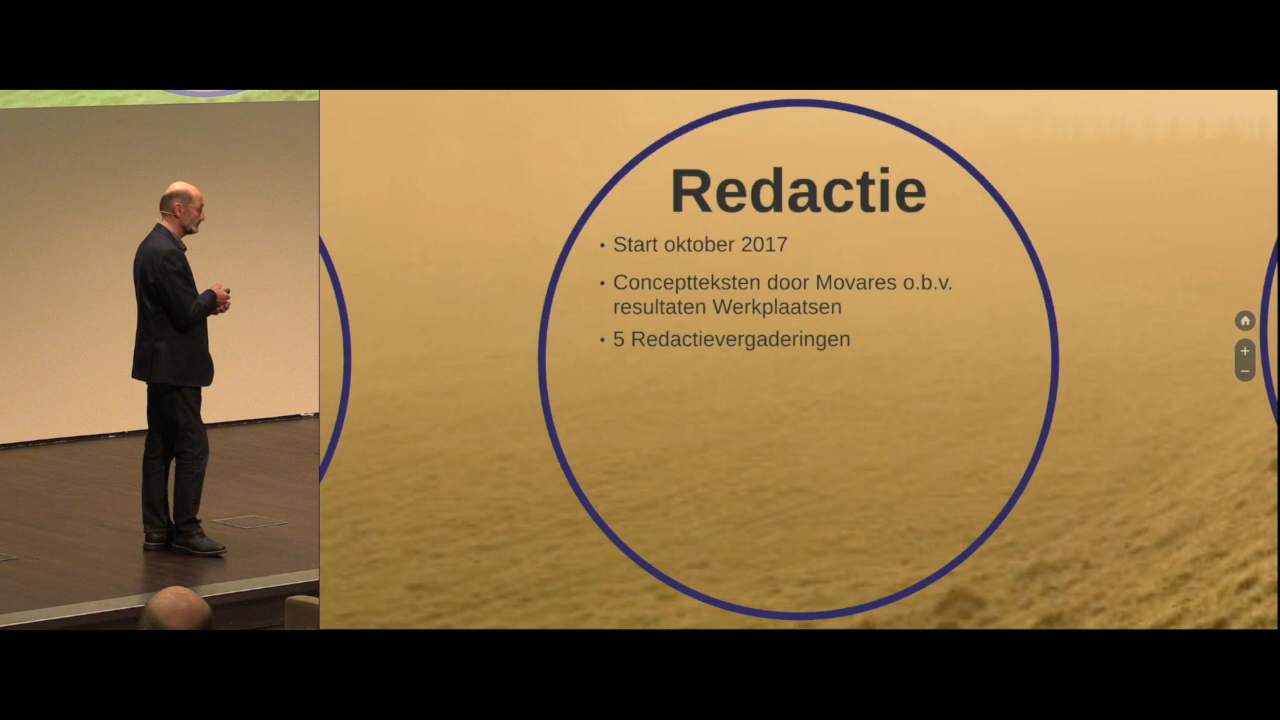 Redactie
• Start oktober 2017
• Conceptteksten door Movares o.b.v.
resultaten Werkplaatsen
• 5 Redactievergaderingen